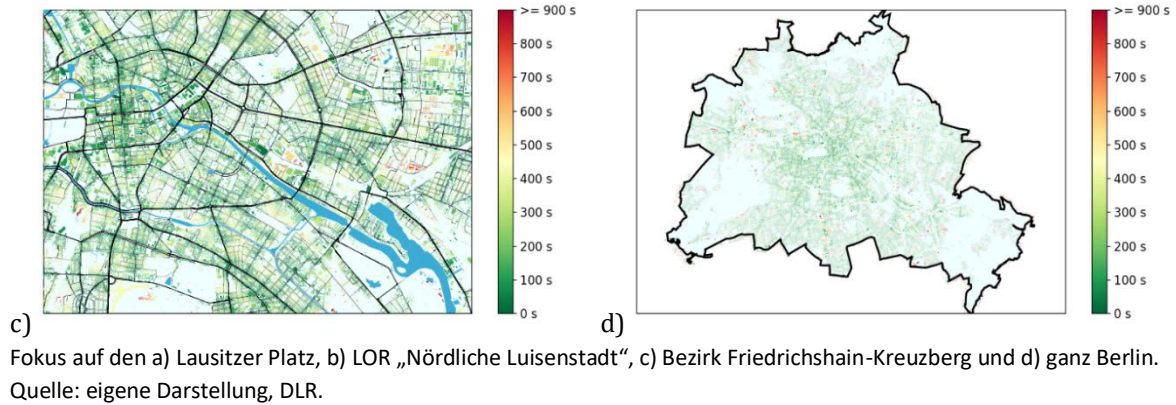 >= 900 s
800 s
700 s
600 s
500 s
400 s
300 s
200 s
100 s
0 s
c)
>= 900 s
800 s
700 s
600 s
500 s
400 s
300 s
200 s
100 s
0 s
d)
Fokus auf den a) Lausitzer Platz, b) LOR „Nördliche Luisenstadt“, c) Bezirk Friedrichshain-Kreuzberg und d) ganz Berlin.
Quelle: eigene Darstellung, DLR.